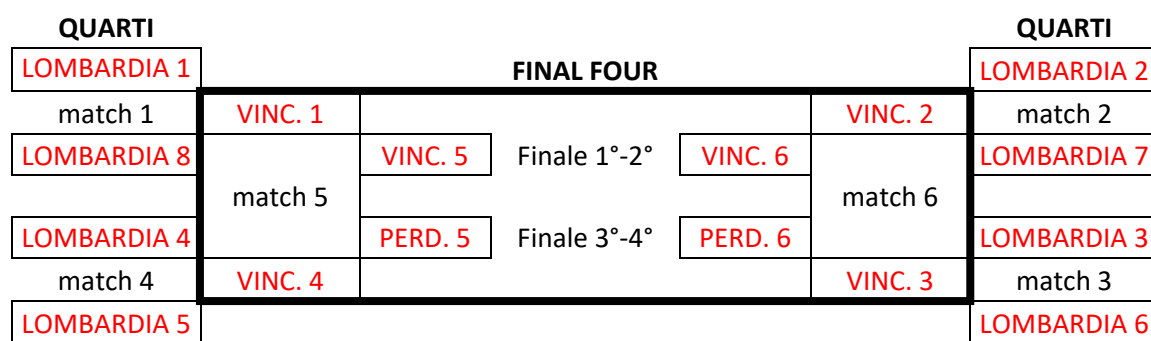 QUARTI QUARTI
LOMBARDIA 1 FINAL FOUR LOMBARDIA 2
match 1 VINC. 1 VINC. 2 match 2
LOMBARDIA 8 VINC. 5 Finale 1°-2° VINC. 6 LOMBARDIA 7
match 5 match 6
LOMBARDIA 4 PERD. 5 Finale 3°-4° PERD. 6 LOMBARDIA 3
match 4 VINC. 4 VINC. 3 match 3
LOMBARDIA 5 LOMBARDIA 6